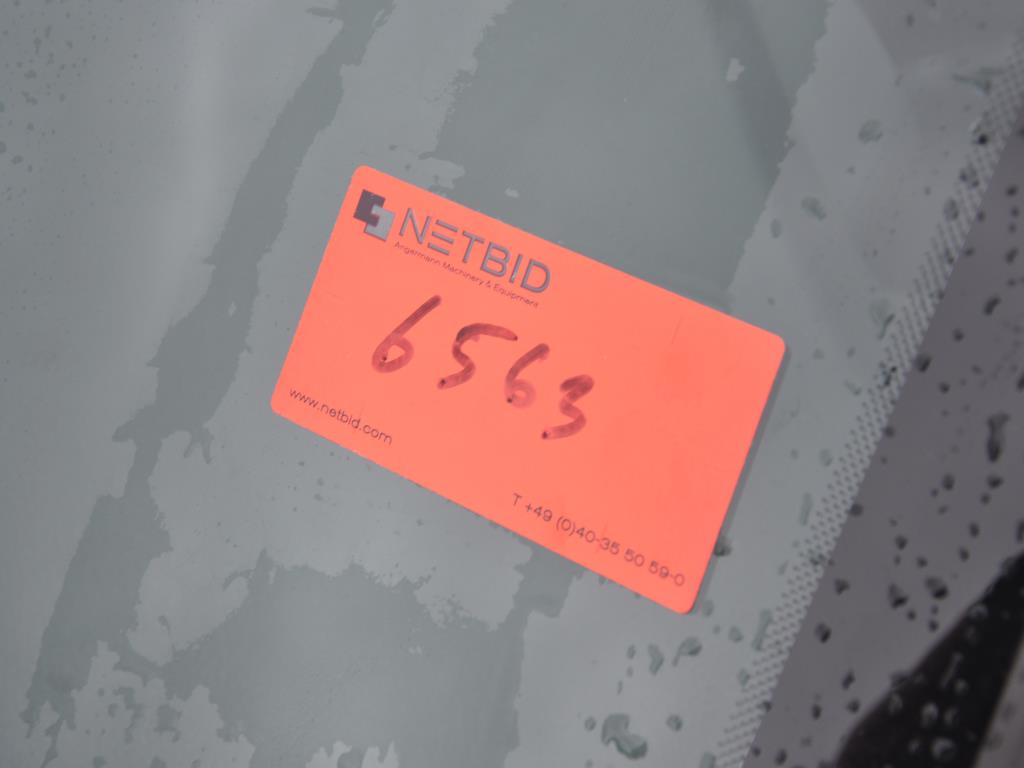 NETBID
Angermann Machinery & Equipment
6563
www.netbid.com
T +49 (0)40-35 50 59-0